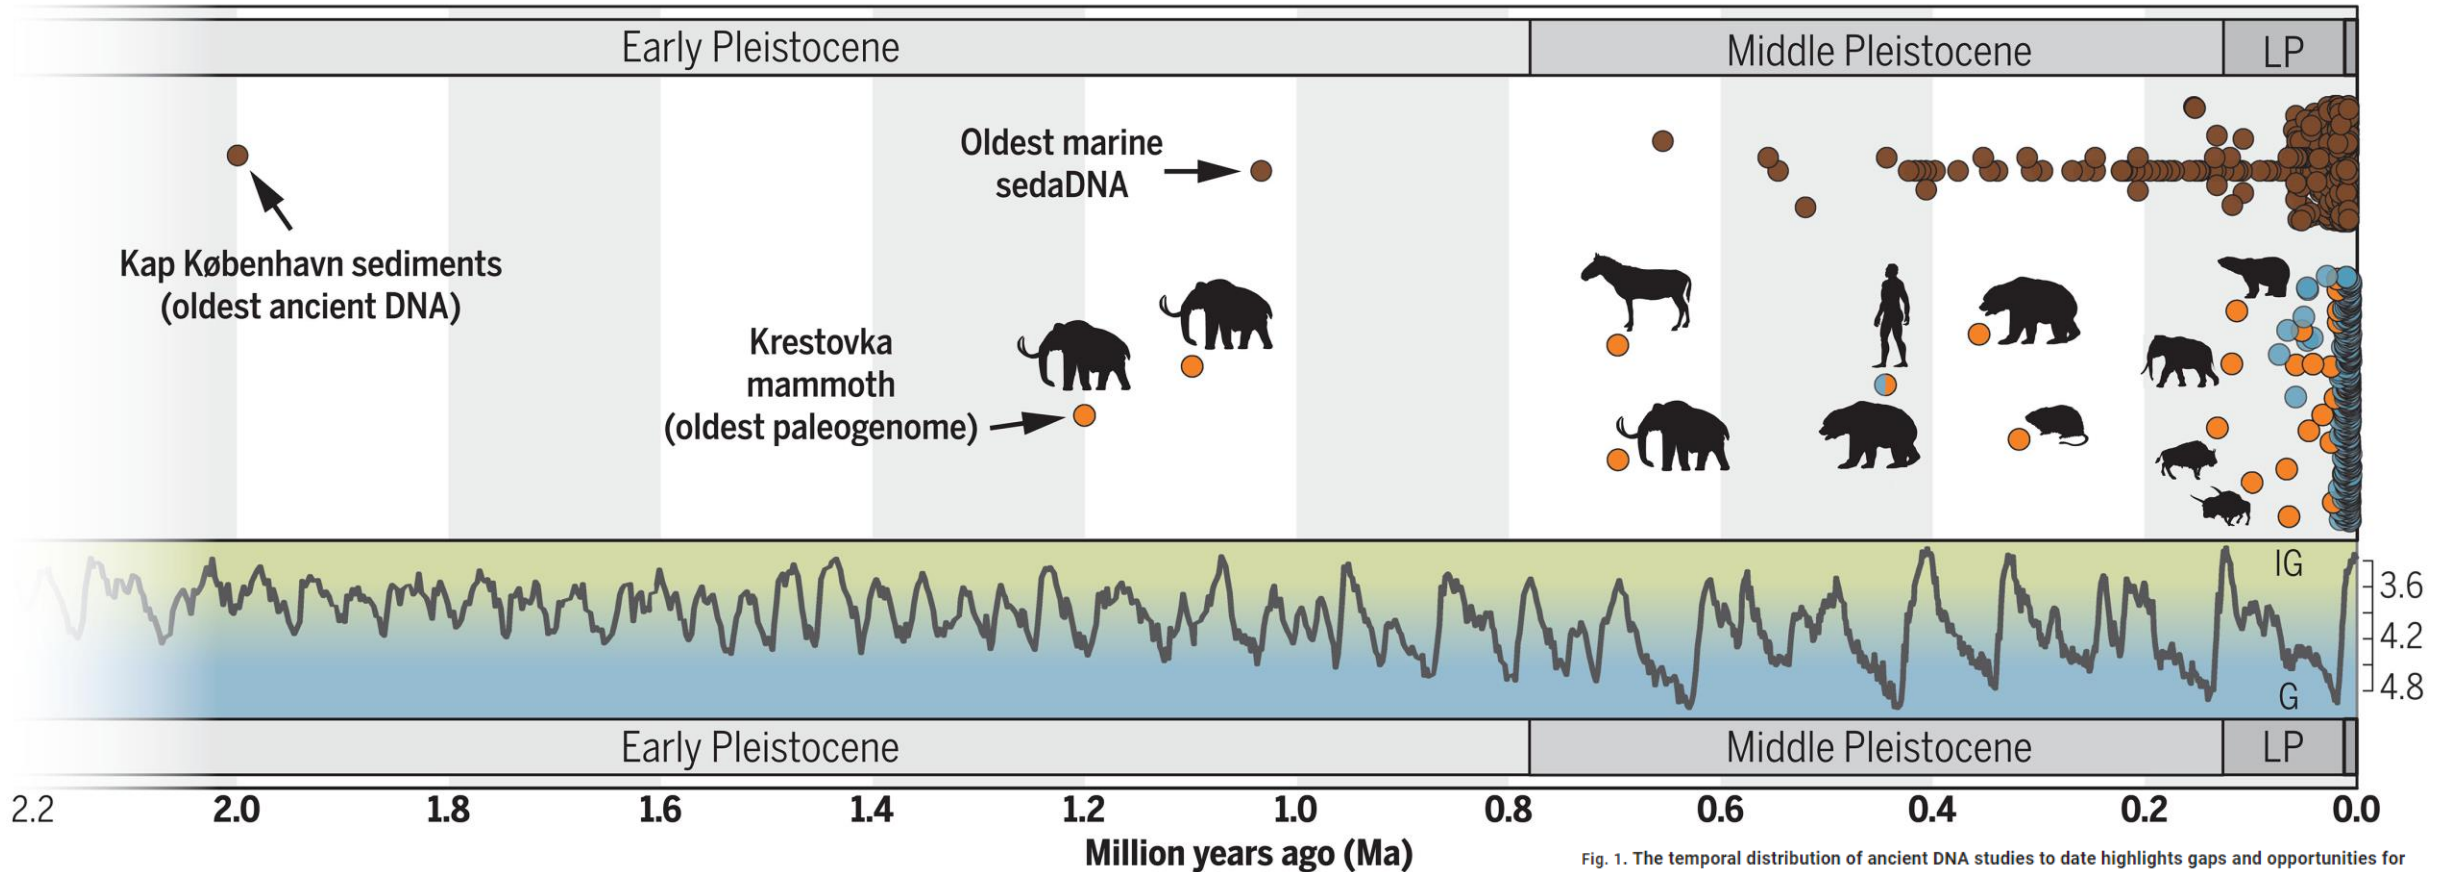 Early Pleistocene
Middle Pleistocene
LP
Oldest marine
sedaDNA
Kap København sediments
(oldest ancient DNA)
Krestovka
mammoth
(oldest paleogenome)
IG
3.6
4.2
4.8
G
Early Pleistocene
Middle Pleistocene
LP
2.2
2.0
1.8
1.6
1.4
1.2
1.0
0.8
0.6
0.4
0.2
0.0
Million years ago (Ma)
Fig. 1. The temporal distribution of ancient DNA studies to date highlights gaps and opportunities for